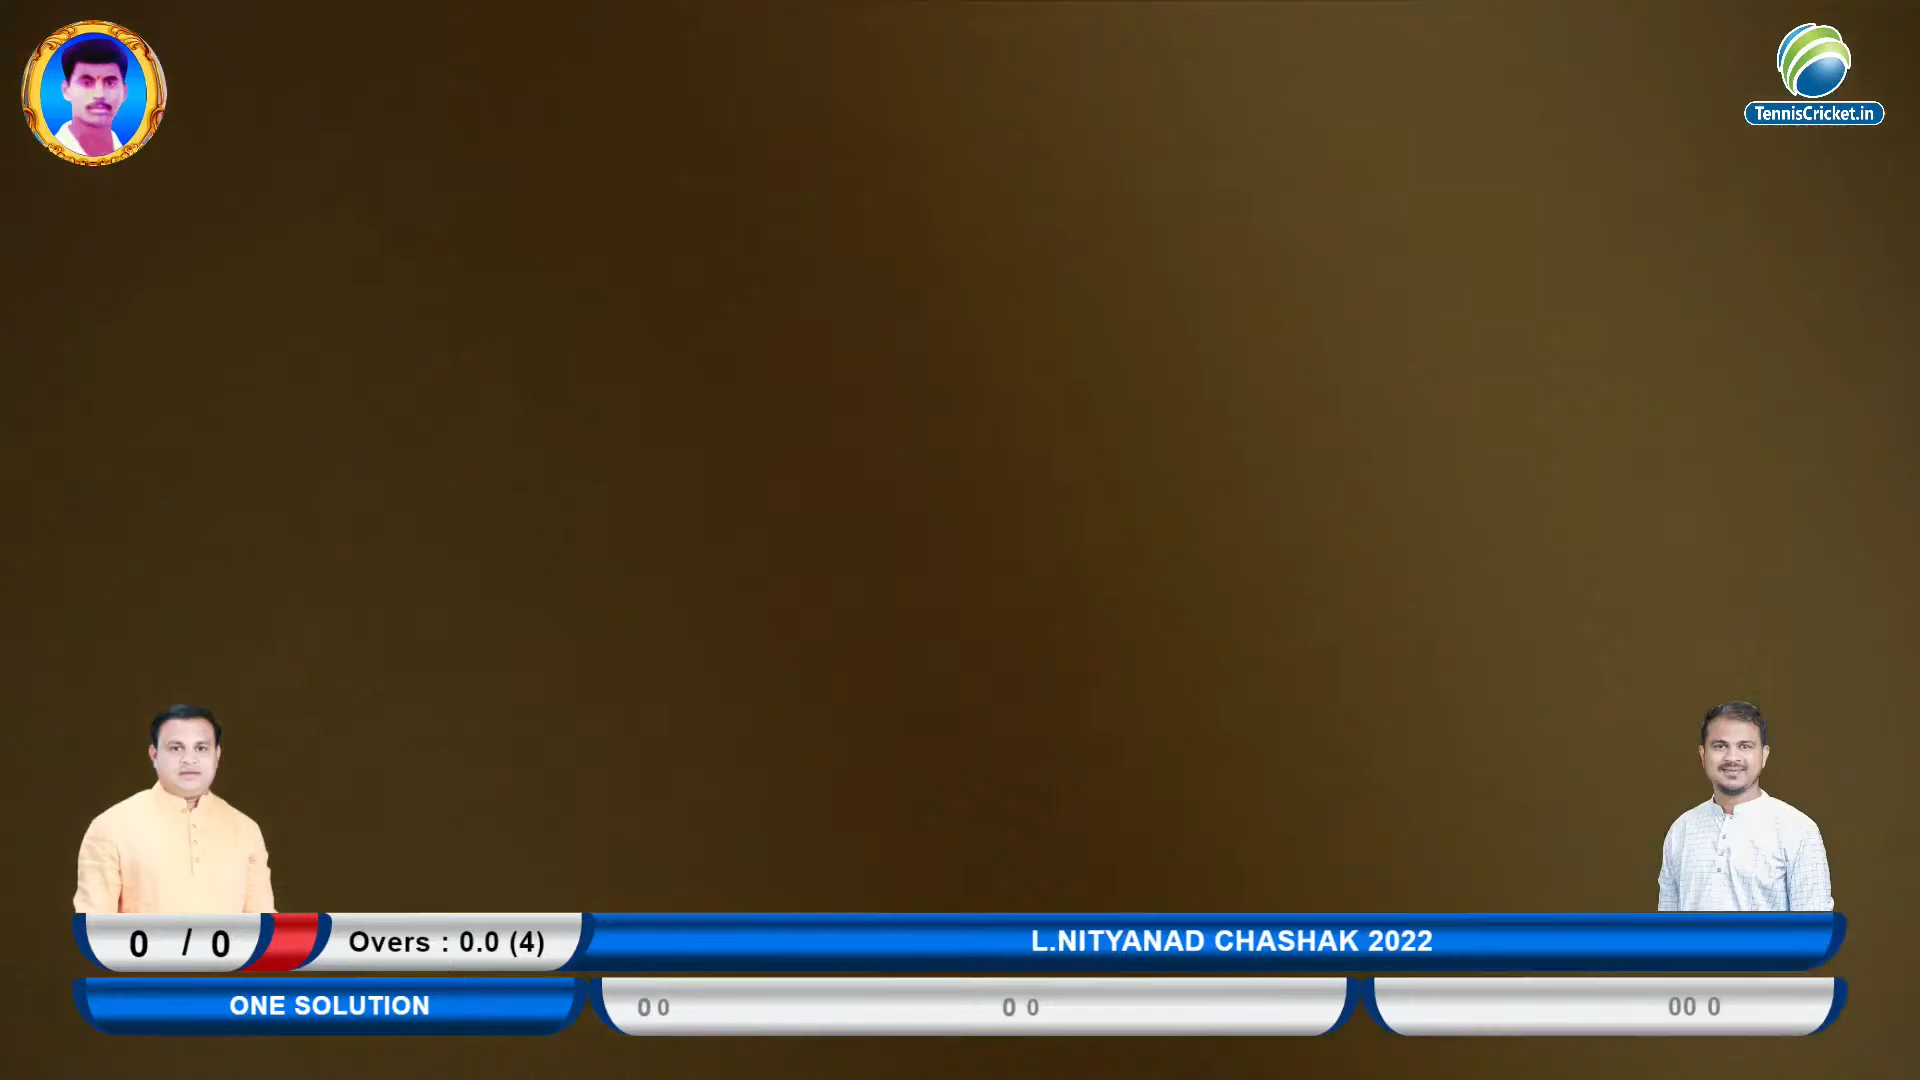 TennisCricket.in
0 / 0
Overs : 0.0 (4)
L.NITYANAD CHASHAK 2022
ONE SOLUTION
0 0
0 0
00 0